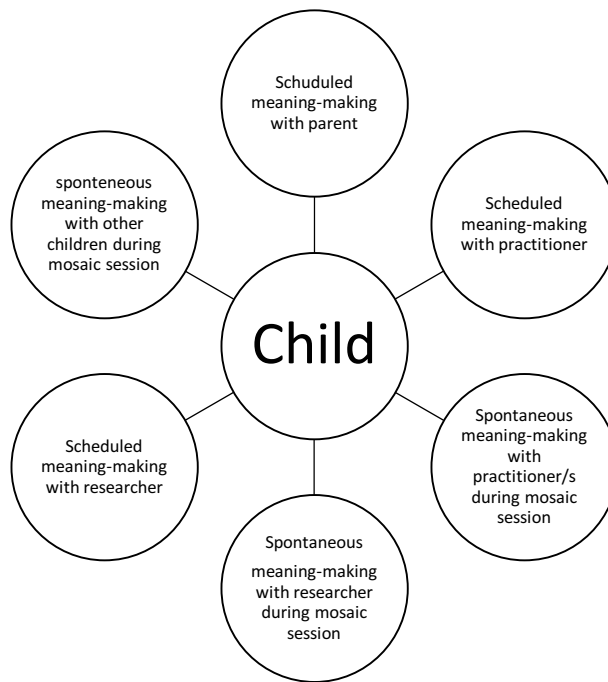 Schuduled
meaning-making
with parent
Scheduled
meaning-making
with practitioner
Spontaneous
meaning-making
with
practitioner/s
during mosaic
session
Spontaneous
meaning-making
with researcher
during mosaic
session
Scheduled
meaning-making
with researcher
sponteneous
meaning-making
with other
children during
mosaic session
Child